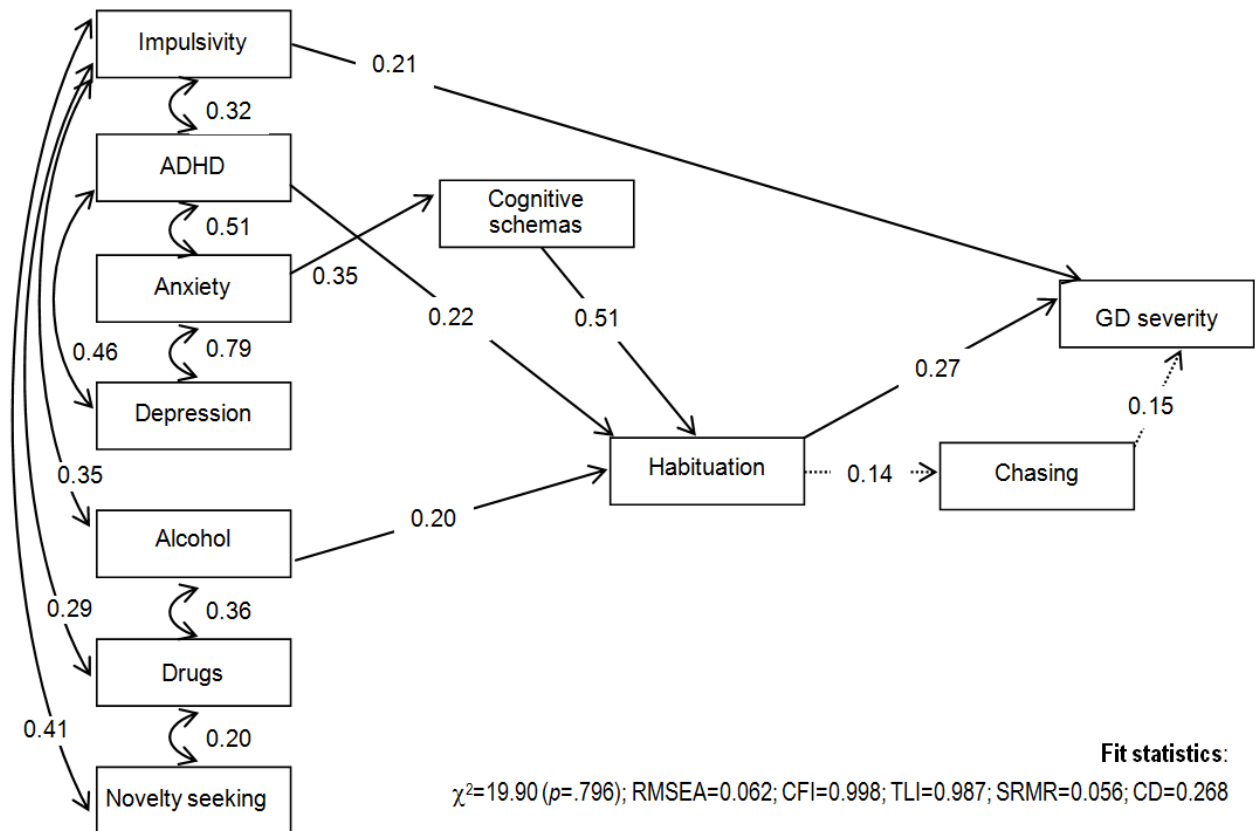 Impulsivity
0.21
0.32
ADHD
Cognitive
schemas
0.51
Anxiety
0.35
0.22
0.51
GD severity
0.46
0.79
0.27
Depression
0.15
Habituation
0.14
Chasing
0.35
0.20
Alcohol
0.29
0.36
Drugs
0.41
0.20
Novelty seeking
Fit statistics:
χ²=19.90 (p=.796); RMSEA=0.062; CFI=0.998; TLI=0.987; SRMR=0.056; CD=0.268